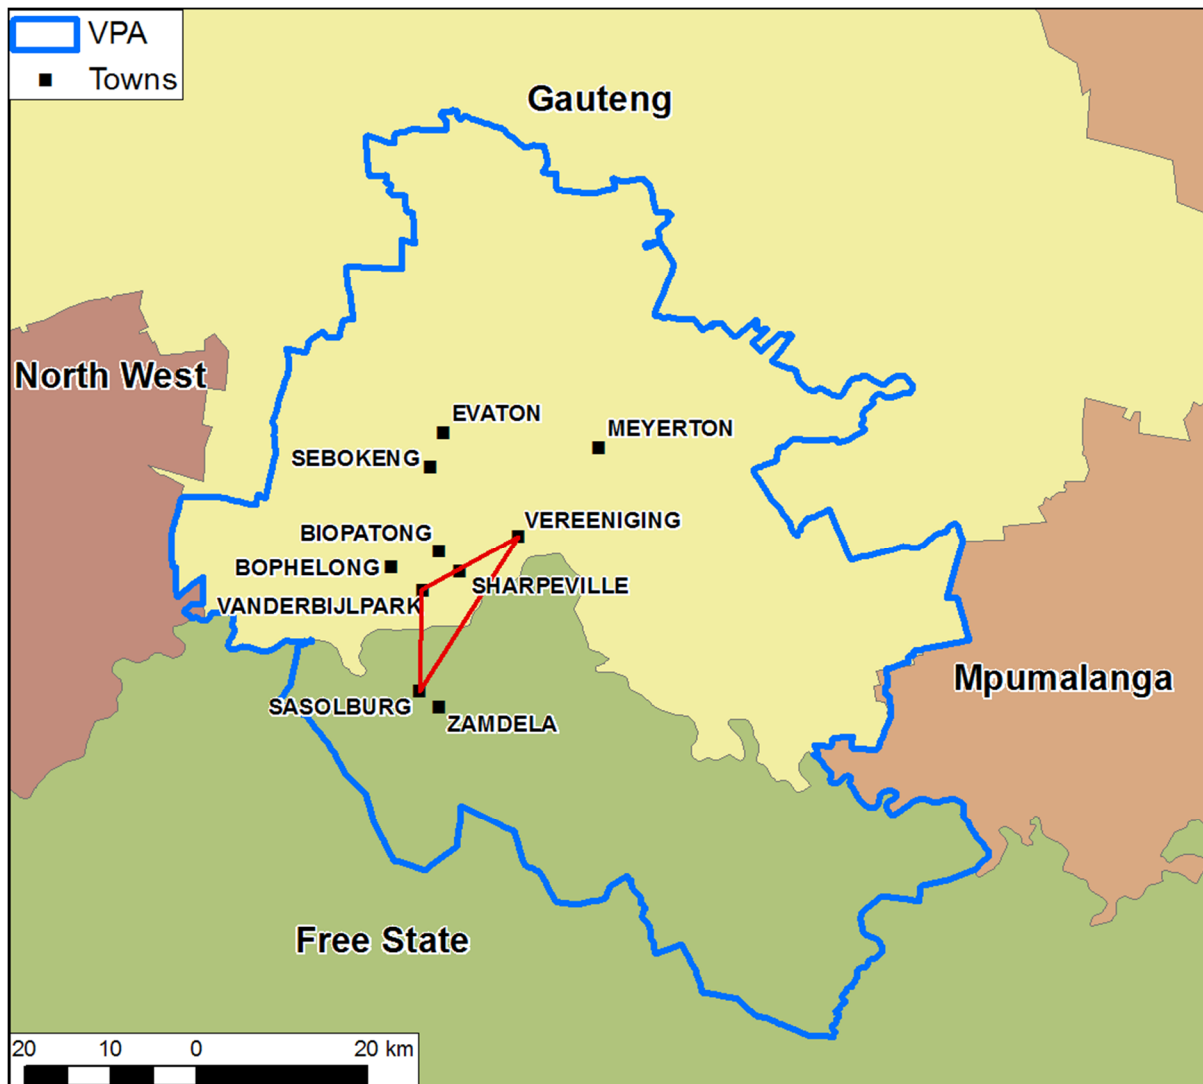 VPA
Towns
Gauteng
North West
EVATON
MEYERTON
SEBOKENG
VEREENIGING
BIOPATONG
BOPHELONG
SHARPEVILLE
VANDERBIJLPARK
Mpumalanga
SASOLBURG
ZAMDELA
Free State
20 10 0 20 km